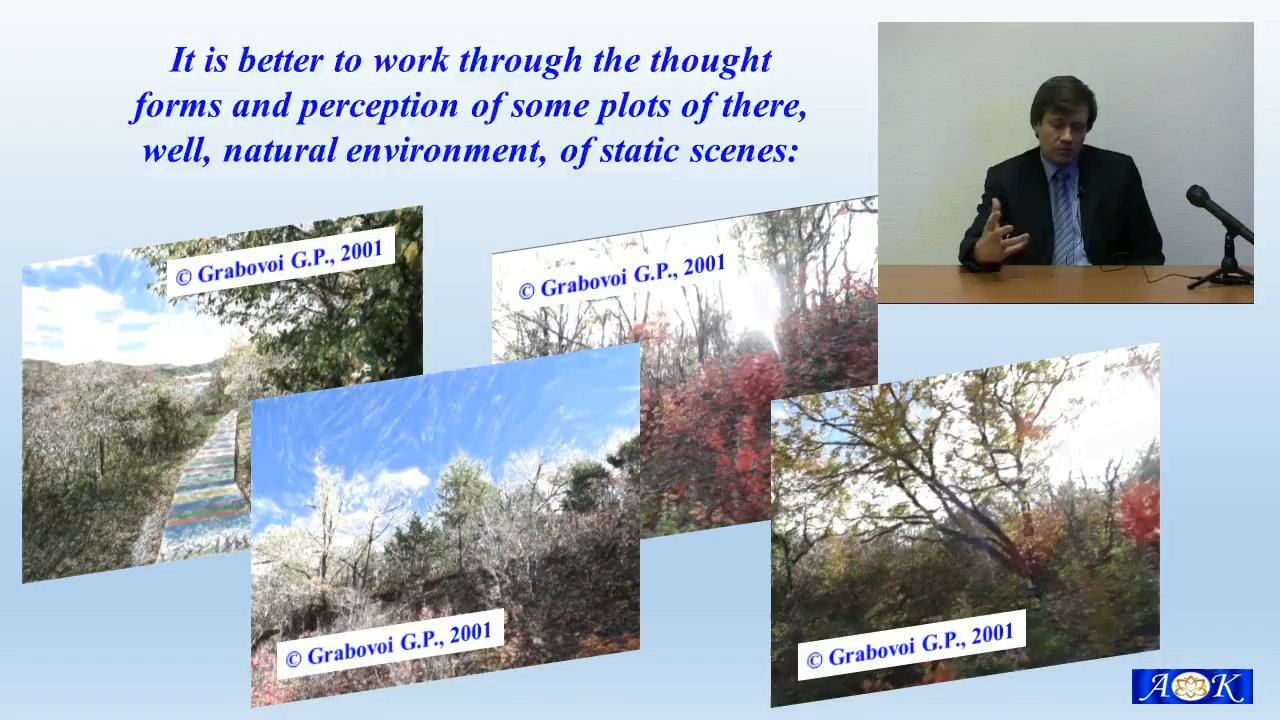 It is better to work through the thought
forms and perception of some plots of there,
well, natural environment, of static scenes:
© Grabovoi G.P., 2001
© Grabovoi G.P., 2001
© Grabovoi G.P., 2001
© Grabovoi G.P., 2001
A K